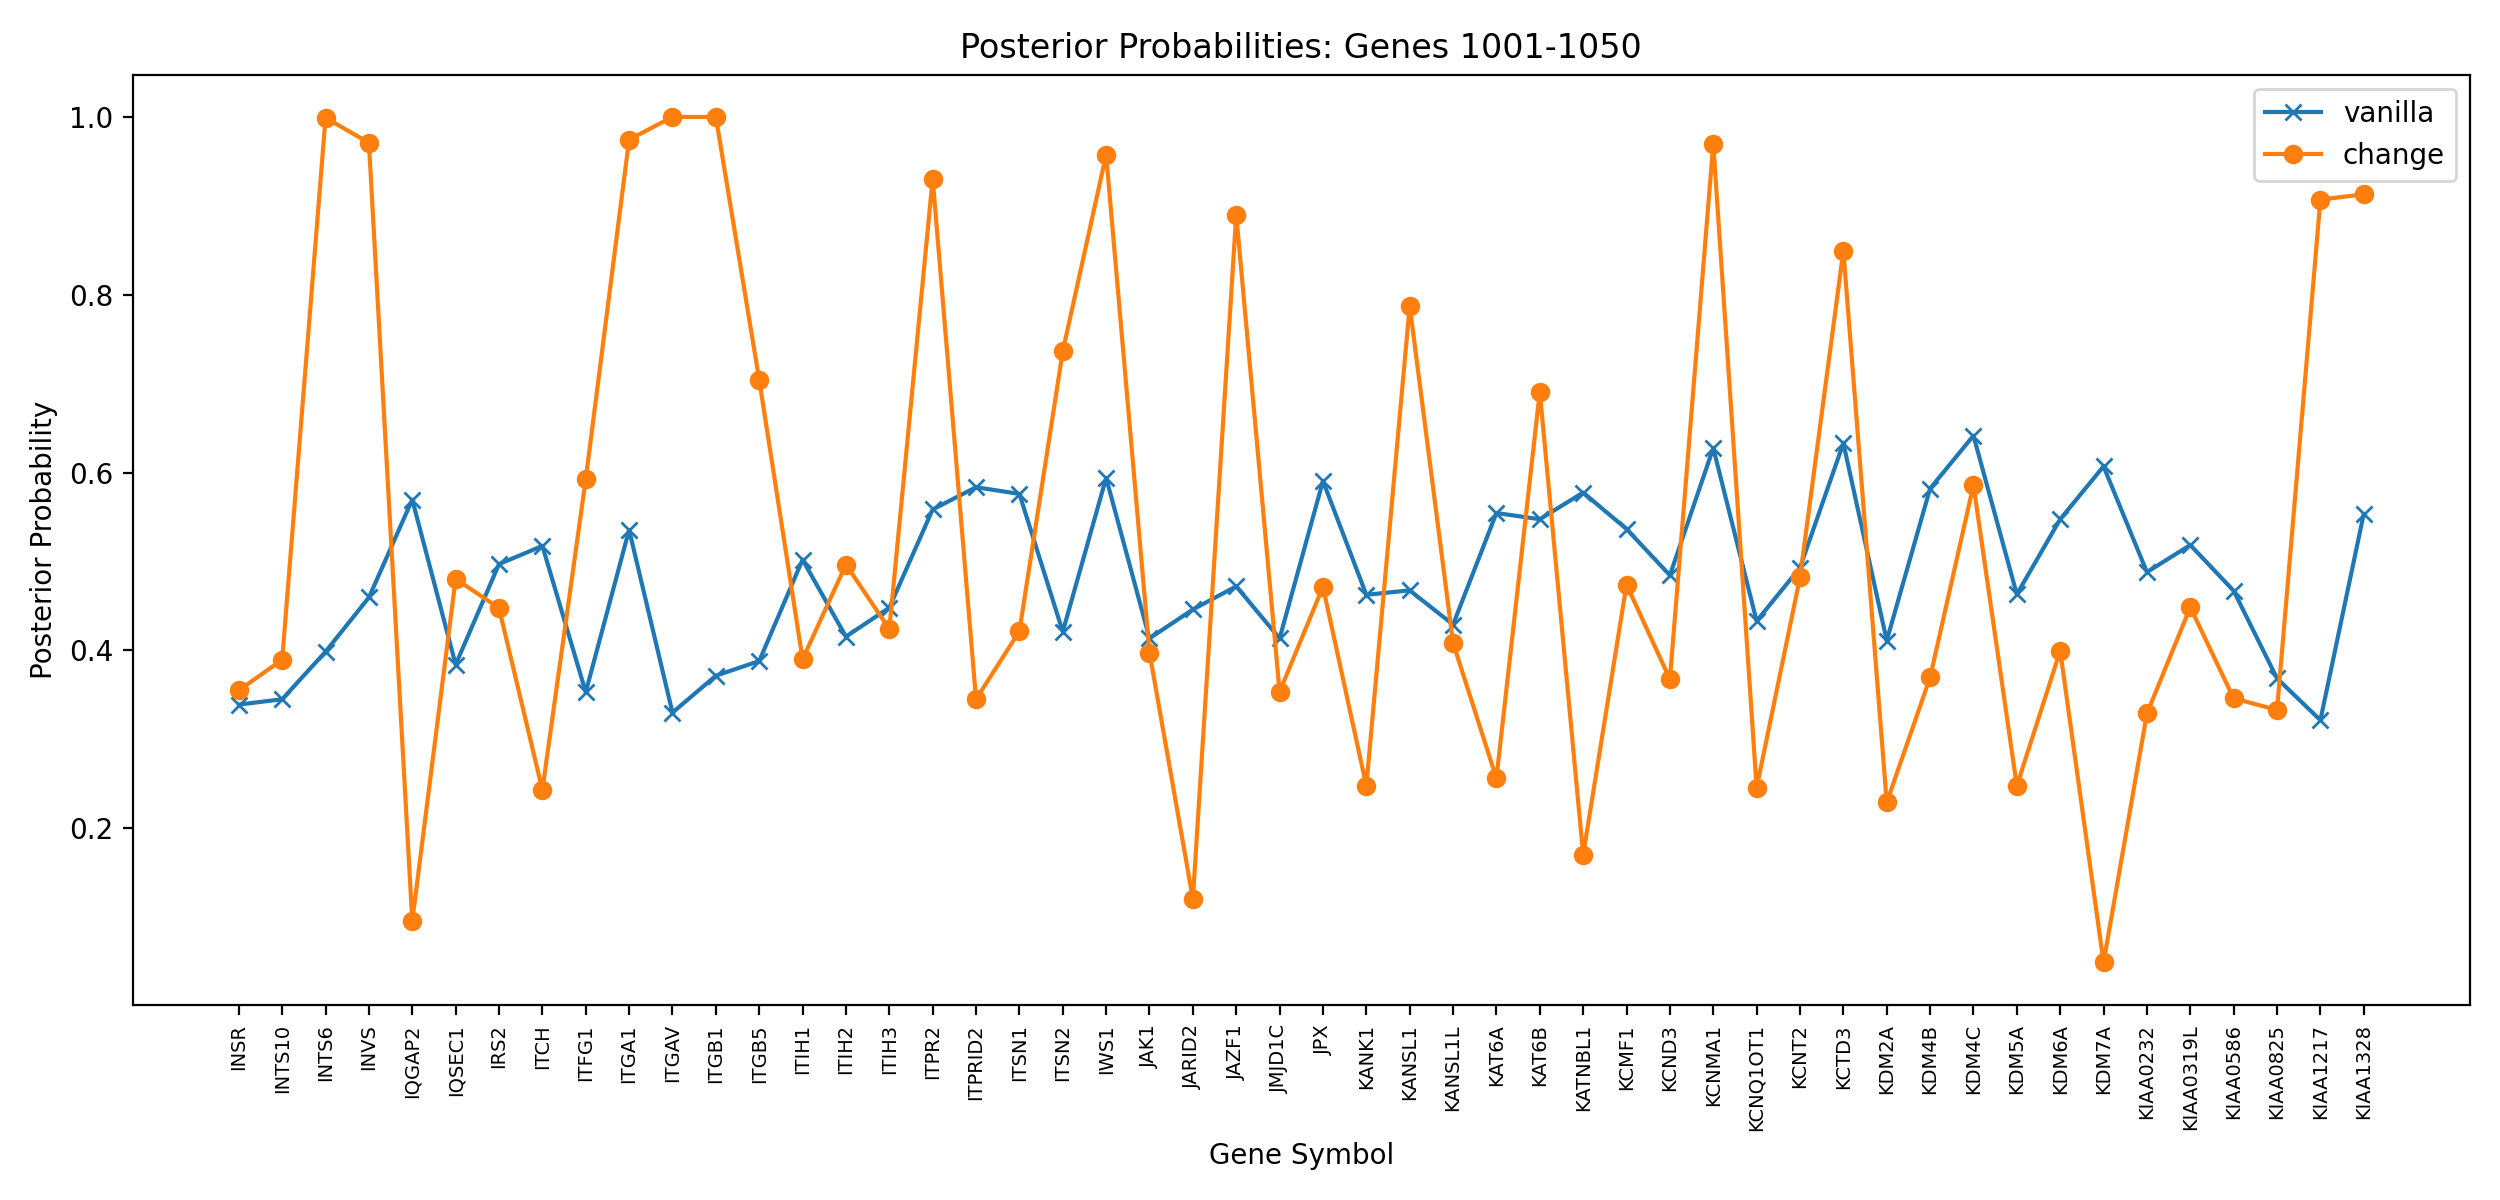 Posterior Probabilities: Genes 1001-1050
vanilla
change
Posterior Probability
1.0
0.8
0.6
0.4
0.2
INSR
INTS10
INTS6
INVS
IQGAP2
IQSEC1
IRS2
ITCH
ITFG1
ITGA1
ITGAV
ITGB1
ITGB5
ITIH1
ITIH2
ITIH3
ITPR2
ITPRID2
ITSN1
ITSN2
IWS1
JAK1
JARID2
JAZF1
JMJD1C
JPX
KANK1
KANSL1
KANSL1L
KAT6A
KAT6B
KATNBL1
KCMF1
KCND3
KCNMA1
KCNQ1OT1
KCNT2
KCTD3
KDM2A
KDM4B
KDM4C
KDM5A
KDM6A
KDM7A
KIAA0232
KIAA0319L
KIAA0586
KIAA0825
KIAA1217
KIAA1328
Gene Symbol